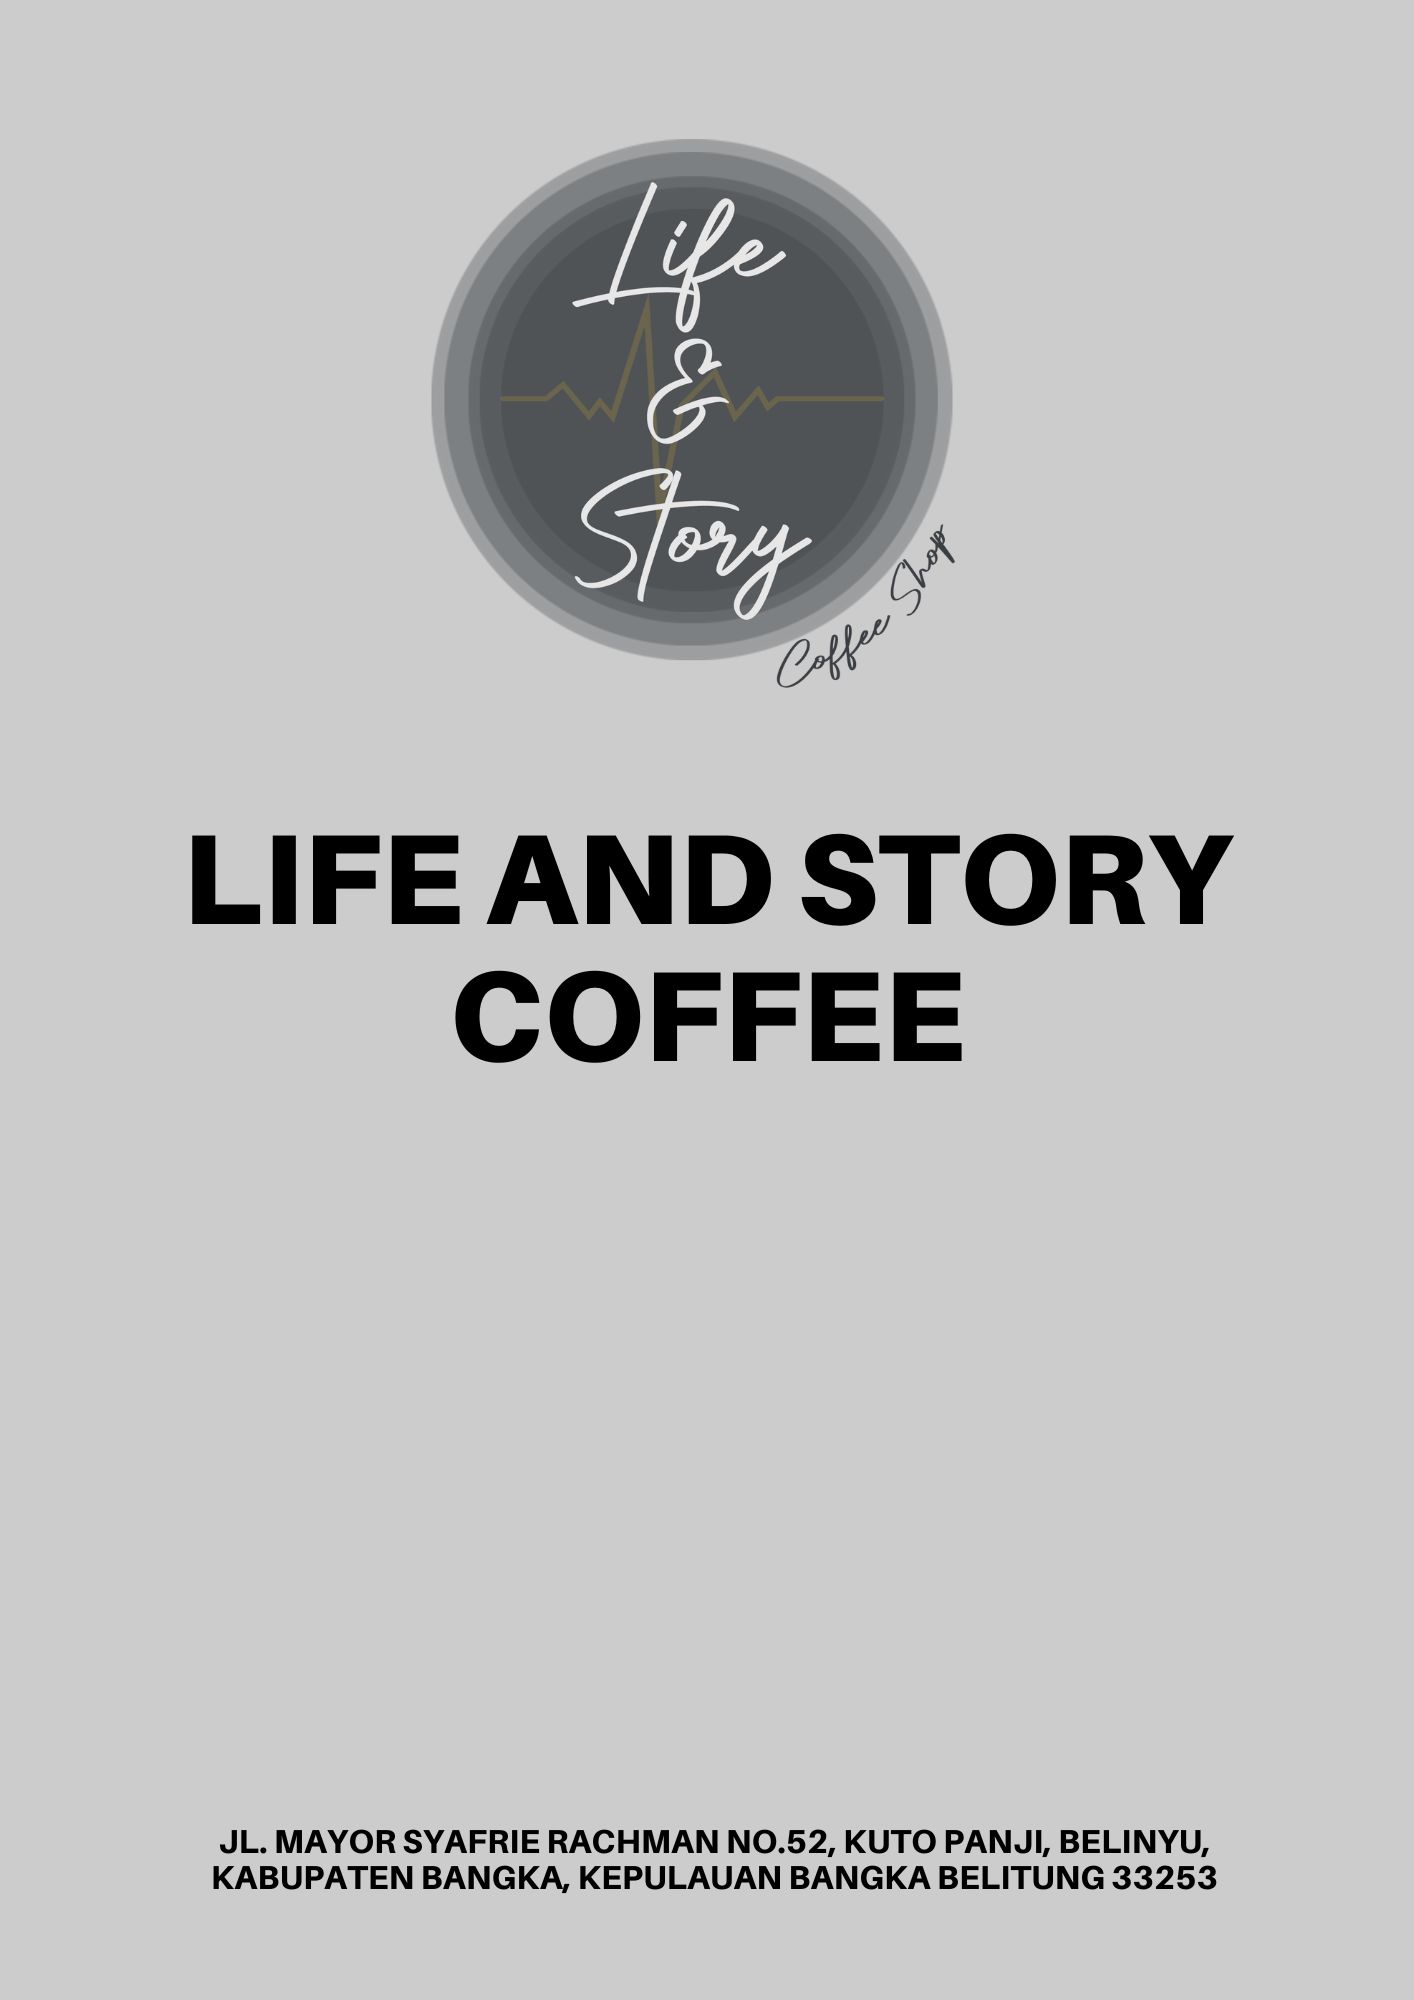 Life
&
Story
Coffee Shop
LIFE AND STORY
COFFEE
JL. MAYOR SYAFRIE RACHMAN NO.52, KUTO PANJI, BELINYU,
KABUPATEN BANGKA, KEPULAUAN BANGKA BELITUNG 33253